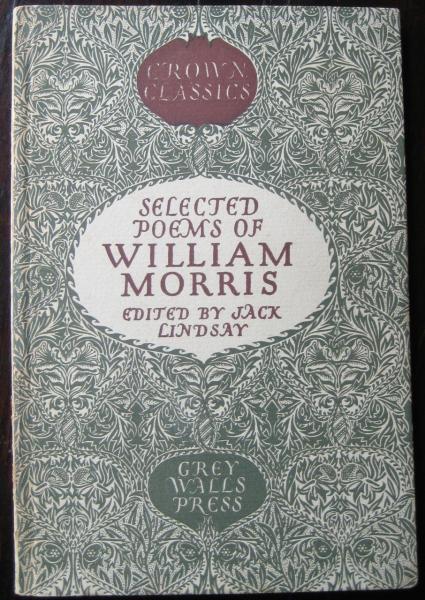 CROWN
CLASSICS
SELECTED
POEMS OF
WILLIAM
MORRIS
EDITED BY JACK
LINDSAY
GREY
WALLS
PRESS